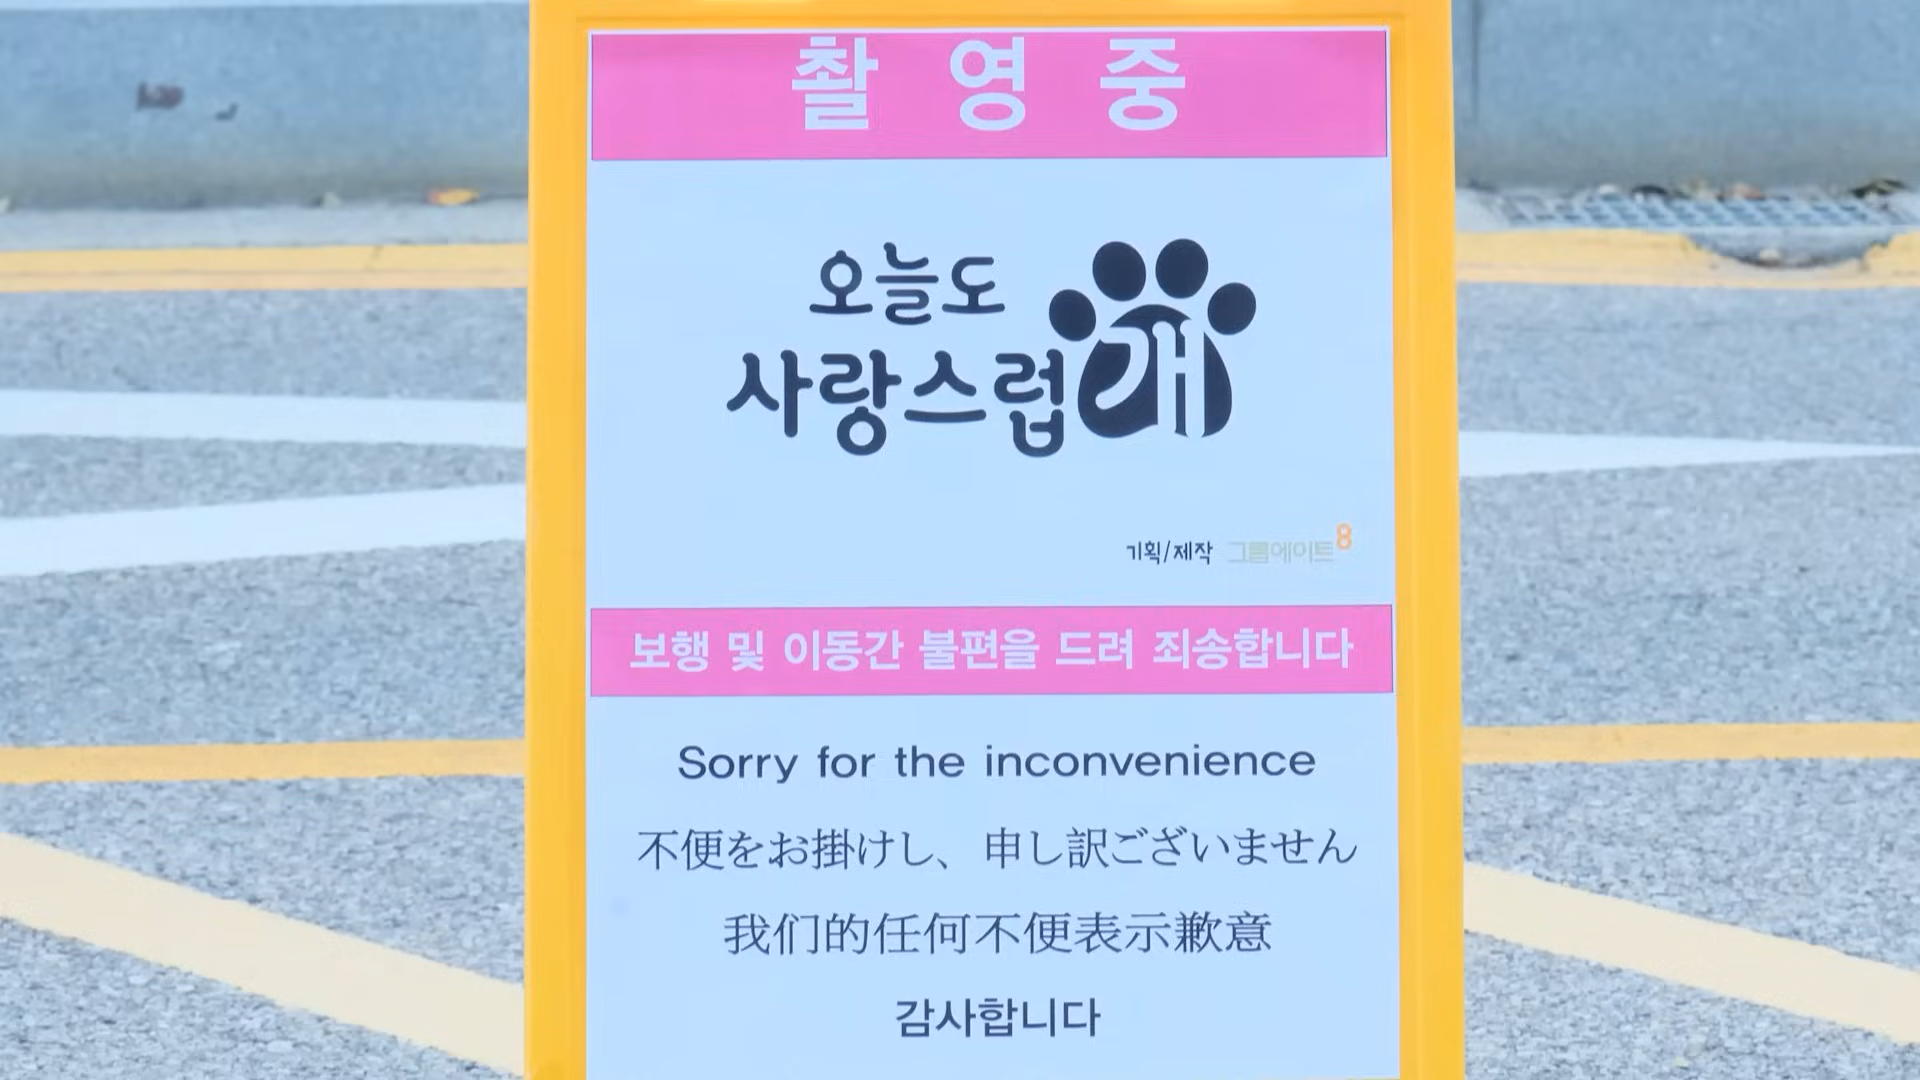 촬영중
오늘도
사랑스럽개
기획/제작 그룹에이트8
보행 및 이동간 불편을 드려 죄송합니다
Sorry for the inconvenience
不便をお掛けし、申し訳ございません
我们的任何不便表示歉意
감사합니다